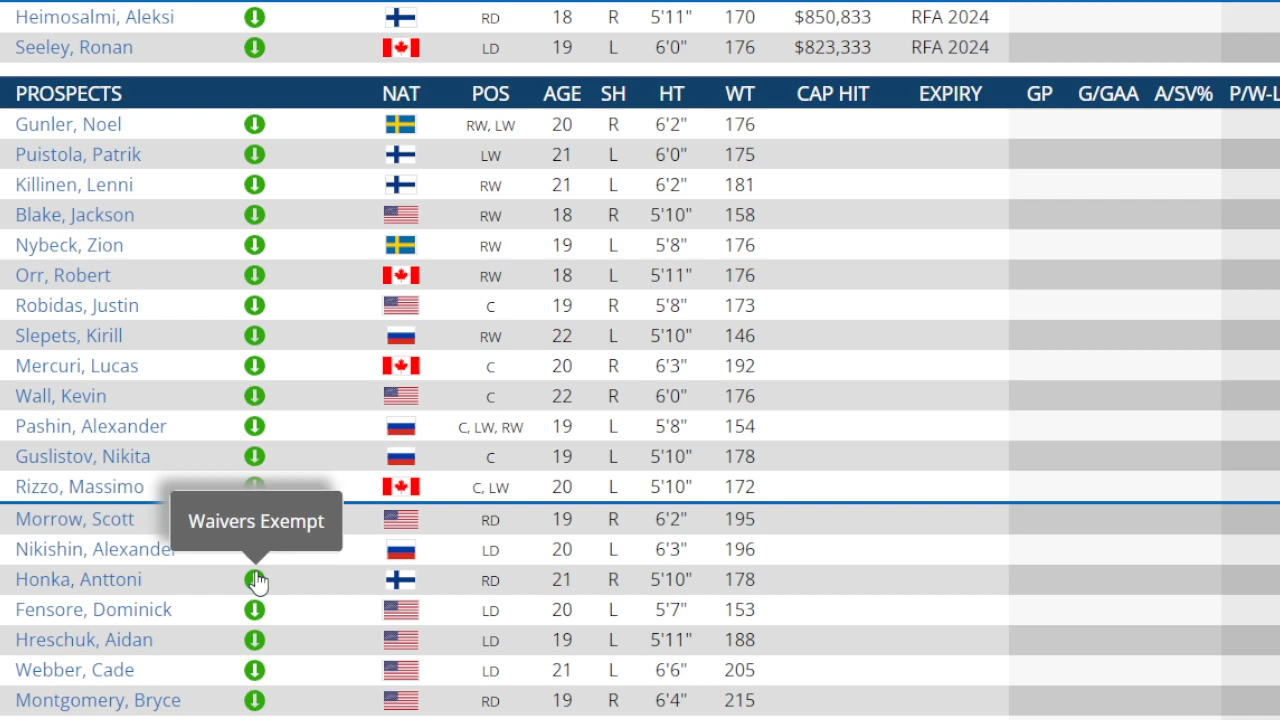 Heimosalmi, Aleksi RD 18 R 5'11" 170 $850,833 RFA 2024
Seeley, Ronan LD 19 L 6'0" 176 $823,333 RFA 2024
PROSPECTS NAT POS AGE SH HT WT CAP HIT EXPIRY GP G/GAA A/SV% P/W-L
Gunler, Noel RW, LW 20 R 6'2" 176
Puistola, Patrik LW 21 L 6'0" 175
Killinen, Lenni RW 21 L 6'2" 181
Blake, Jackson RW 18 R 5'10" 158
Nybeck, Zion RW 19 L 5'8" 176
Orr, Robert RW 18 L 5'11" 176
Robidas, Justin C 19 R 5'8" 173
Slepets, Kirill RW 22 L 5'10" 146
Mercuri, Lucas C 20 R 6'3" 192
Wall, Kevin C 22 R 6'0" 176
Pashin, Alexander C, LW, RW 19 L 5'8" 154
Guslistov, Nikita C 19 L 5'10" 178
Rizzo, Massimo C, LW 20 L 5'10" 172
Morrow, Sco RD 19 R 6'2" 195
Waivers Exempt
Nikishin, Alexander LD 20 L 6'3" 196
Honka, Anttoni RD 21 R 5'10" 178
Fensore, Dominick LD 20 L 5'7" 153
Hreschuk, Aidan LD 19 L 5'11" 188
Webber, Cade LD 21 L 6'6" 205
Montgomery, Bryce RD 19 R 6'4" 215